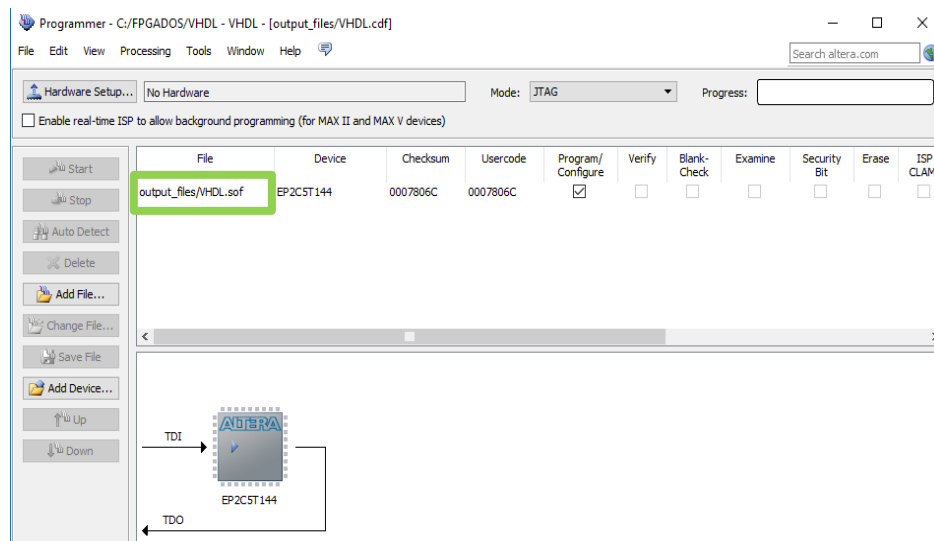 Programmer - C:/FPGADOS/VHDL - VHDL - [output_files/VHDL.cdf]
File Edit View Processing Tools Window Help
Search altera.com
Hardware Setup... No Hardware Mode: JTAG Progress:
Enable real-time ISP to allow background programming (for MAX II and MAX V devices)
File Device Checksum Usercode Program/ Verify Blank- Examine Security Erase ISP
Configure Check Bit CLAM
output_files/VHDL.sof EP2C5T144 0007806C 0007806C
Start
Stop
Auto Detect
Delete
Add File...
Change File...
Save File
Add Device...
Up
Down
ALTERA
TDI
EP2C5T144
TDO